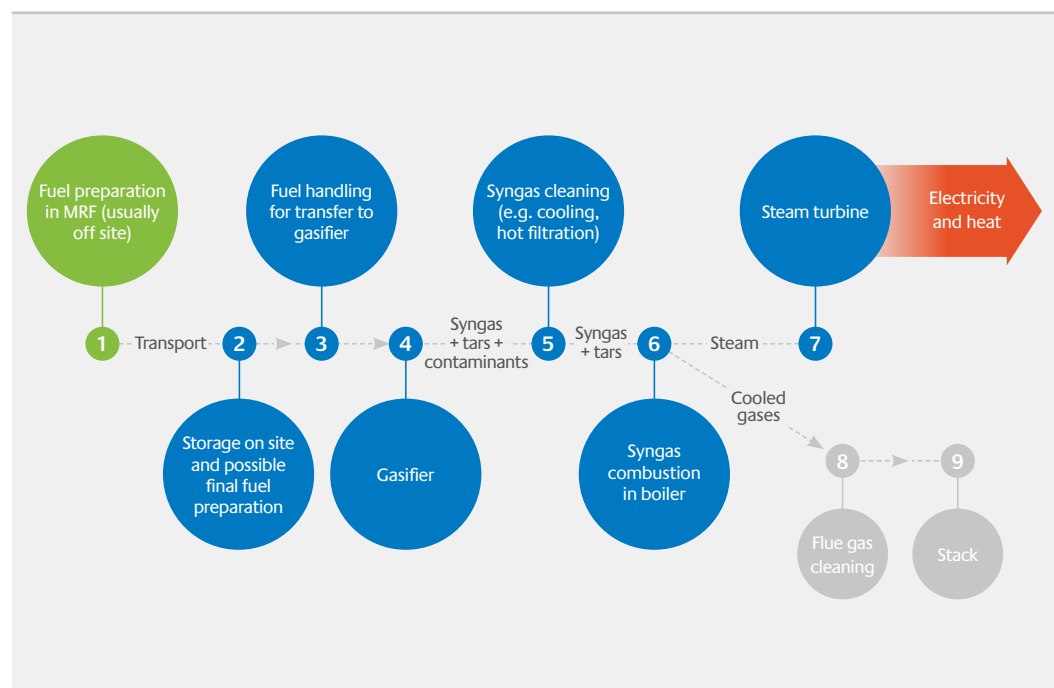 Fuel preparation
in MRF (usually
off site)
Fuel handling
for transfer to
gasifier
Syngas cleaning
(e.g. cooling,
hot filtration)
Steam turbine
Electricity
and heat
1
Transport
2
3
4
Syngas
+ tars +
contaminants
5
Syngas
+ tars
6
Steam
7
Storage on site
and possible
final fuel
preparation
Gasifier
Syngas
combustion
in boiler
Cooled
gases
8
9
Flue gas
cleaning
Stack